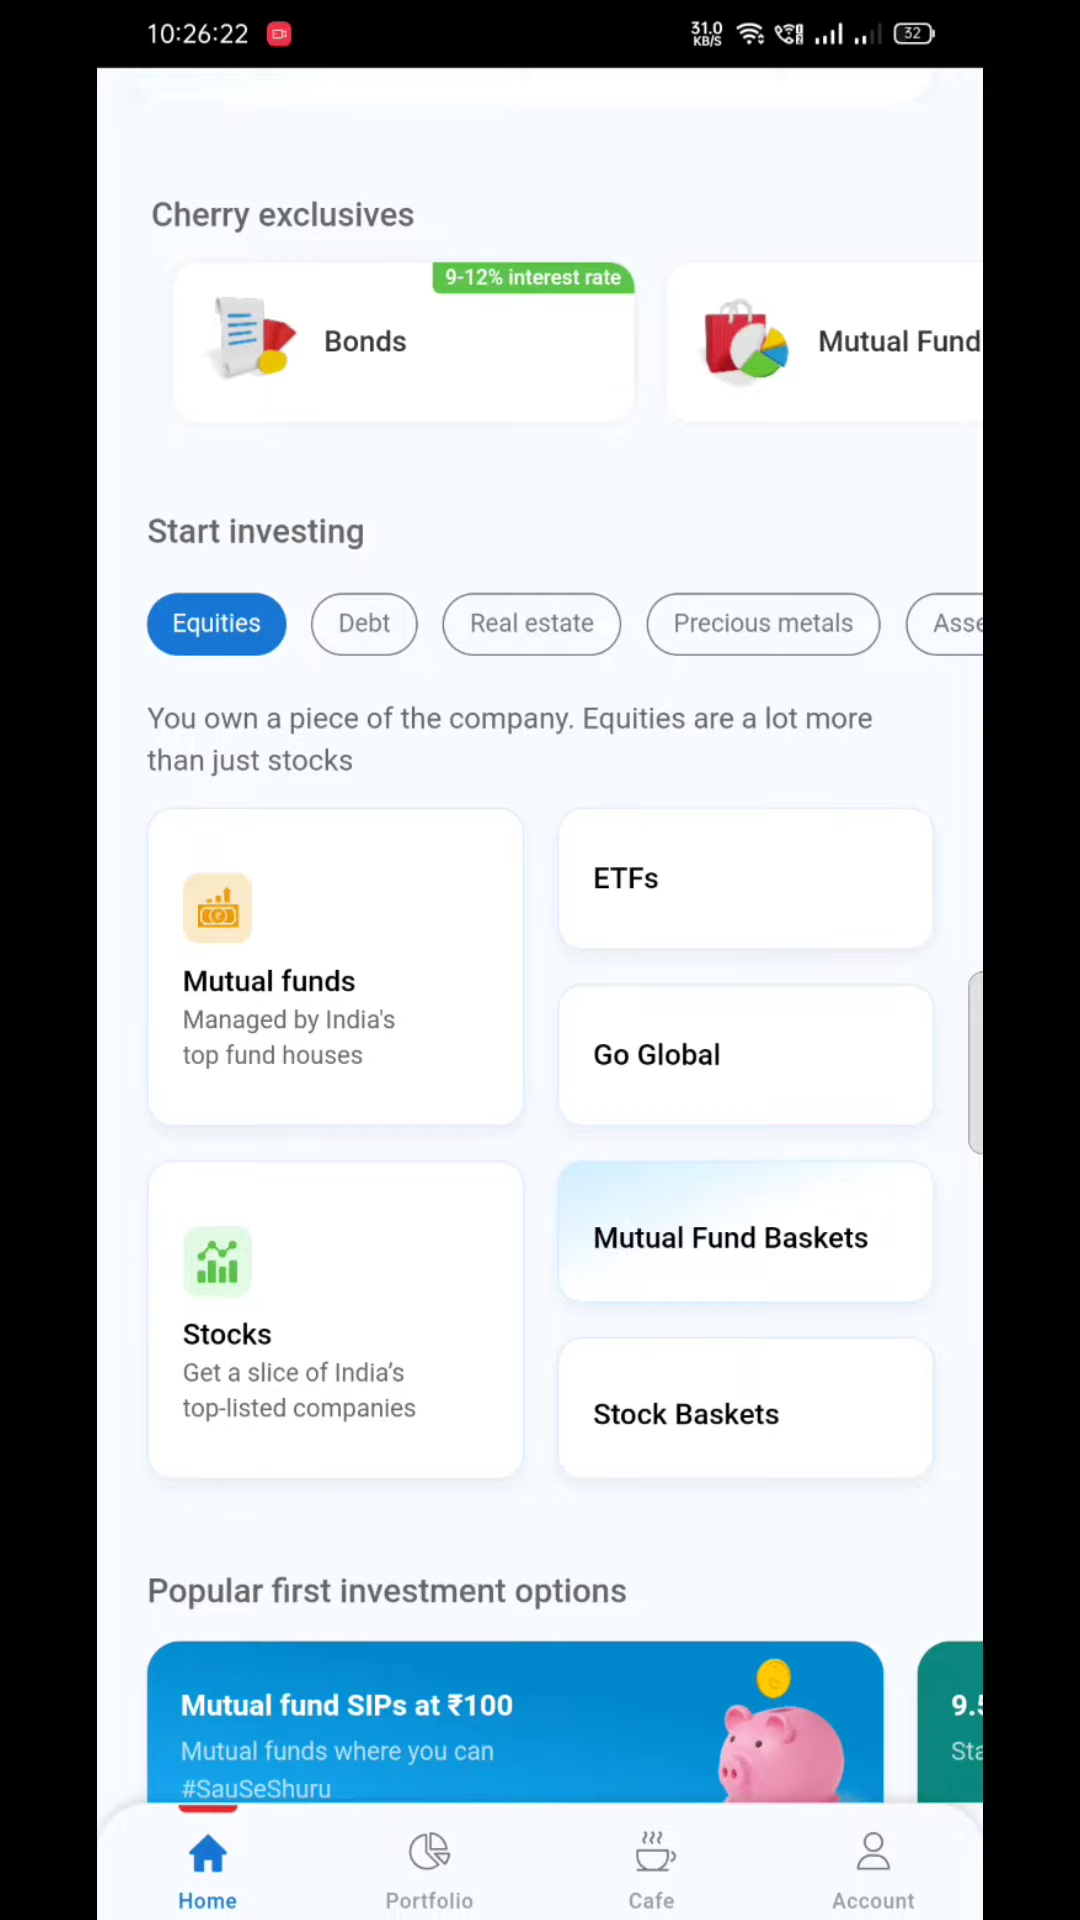 10:26:22
31.0
KB/S
32
Cherry exclusives
9-12% interest rate
Bonds
Mutual Fund
Start investing
Equities
Debt
Real estate
Precious metals
Asse
You own a piece of the company. Equities are a lot more
than just stocks
Mutual funds
Managed by India's
top fund houses
ETFs
Go Global
Stocks
Get a slice of India’s
top-listed companies
Mutual Fund Baskets
Stock Baskets
Popular first investment options
Mutual fund SIPs at ₹100
Mutual funds where you can
#SauSeShuru
9.5
Sta
Home
Portfolio
Cafe
Account